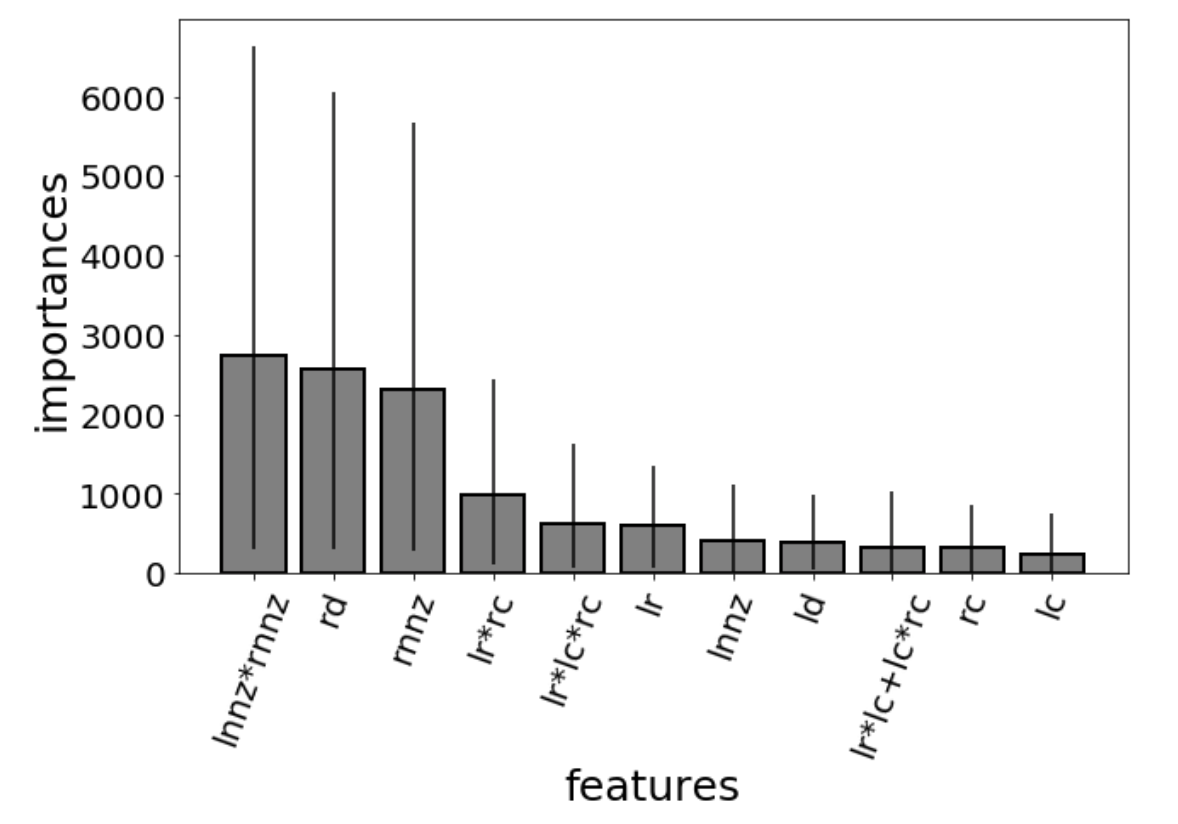 importances
6000
5000
4000
3000
2000
1000
0
lnnz*rnnz
rd
rnnz
lr*rc
lr*lc*rc
lr
lnnz
ld
lr*lc+lc*rc
rc
lc
features